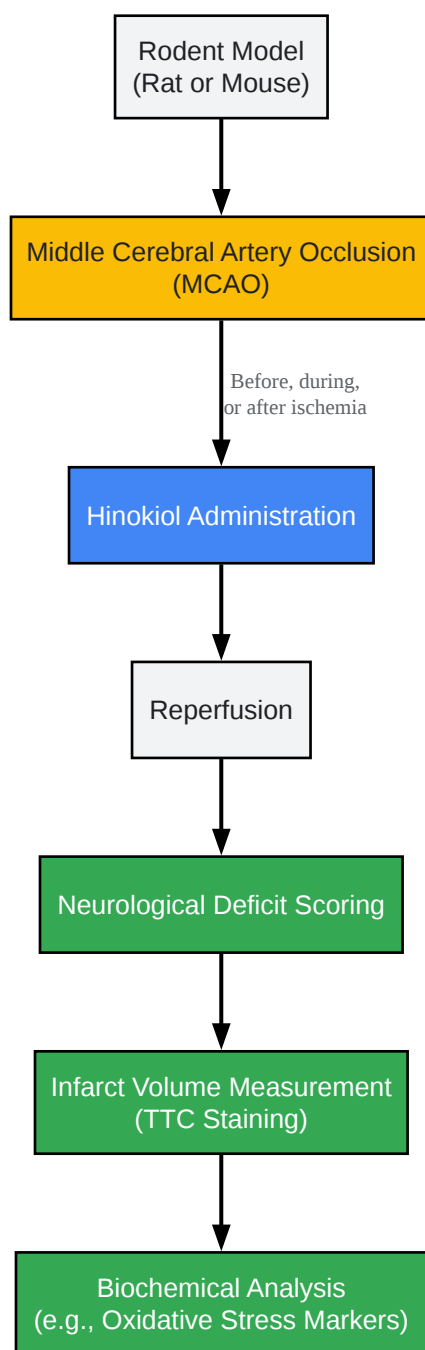 Rodent Model
(Rat or Mouse)
Middle Cerebral Artery Occlusion
(MCAO)
Before, during,
or after ischemia
Hinokiol Administration
Reperfusion
Neurological Deficit Scoring
Infarct Volume Measurement
(TTC Staining)
Biochemical Analysis
(e.g., Oxidative Stress Markers)